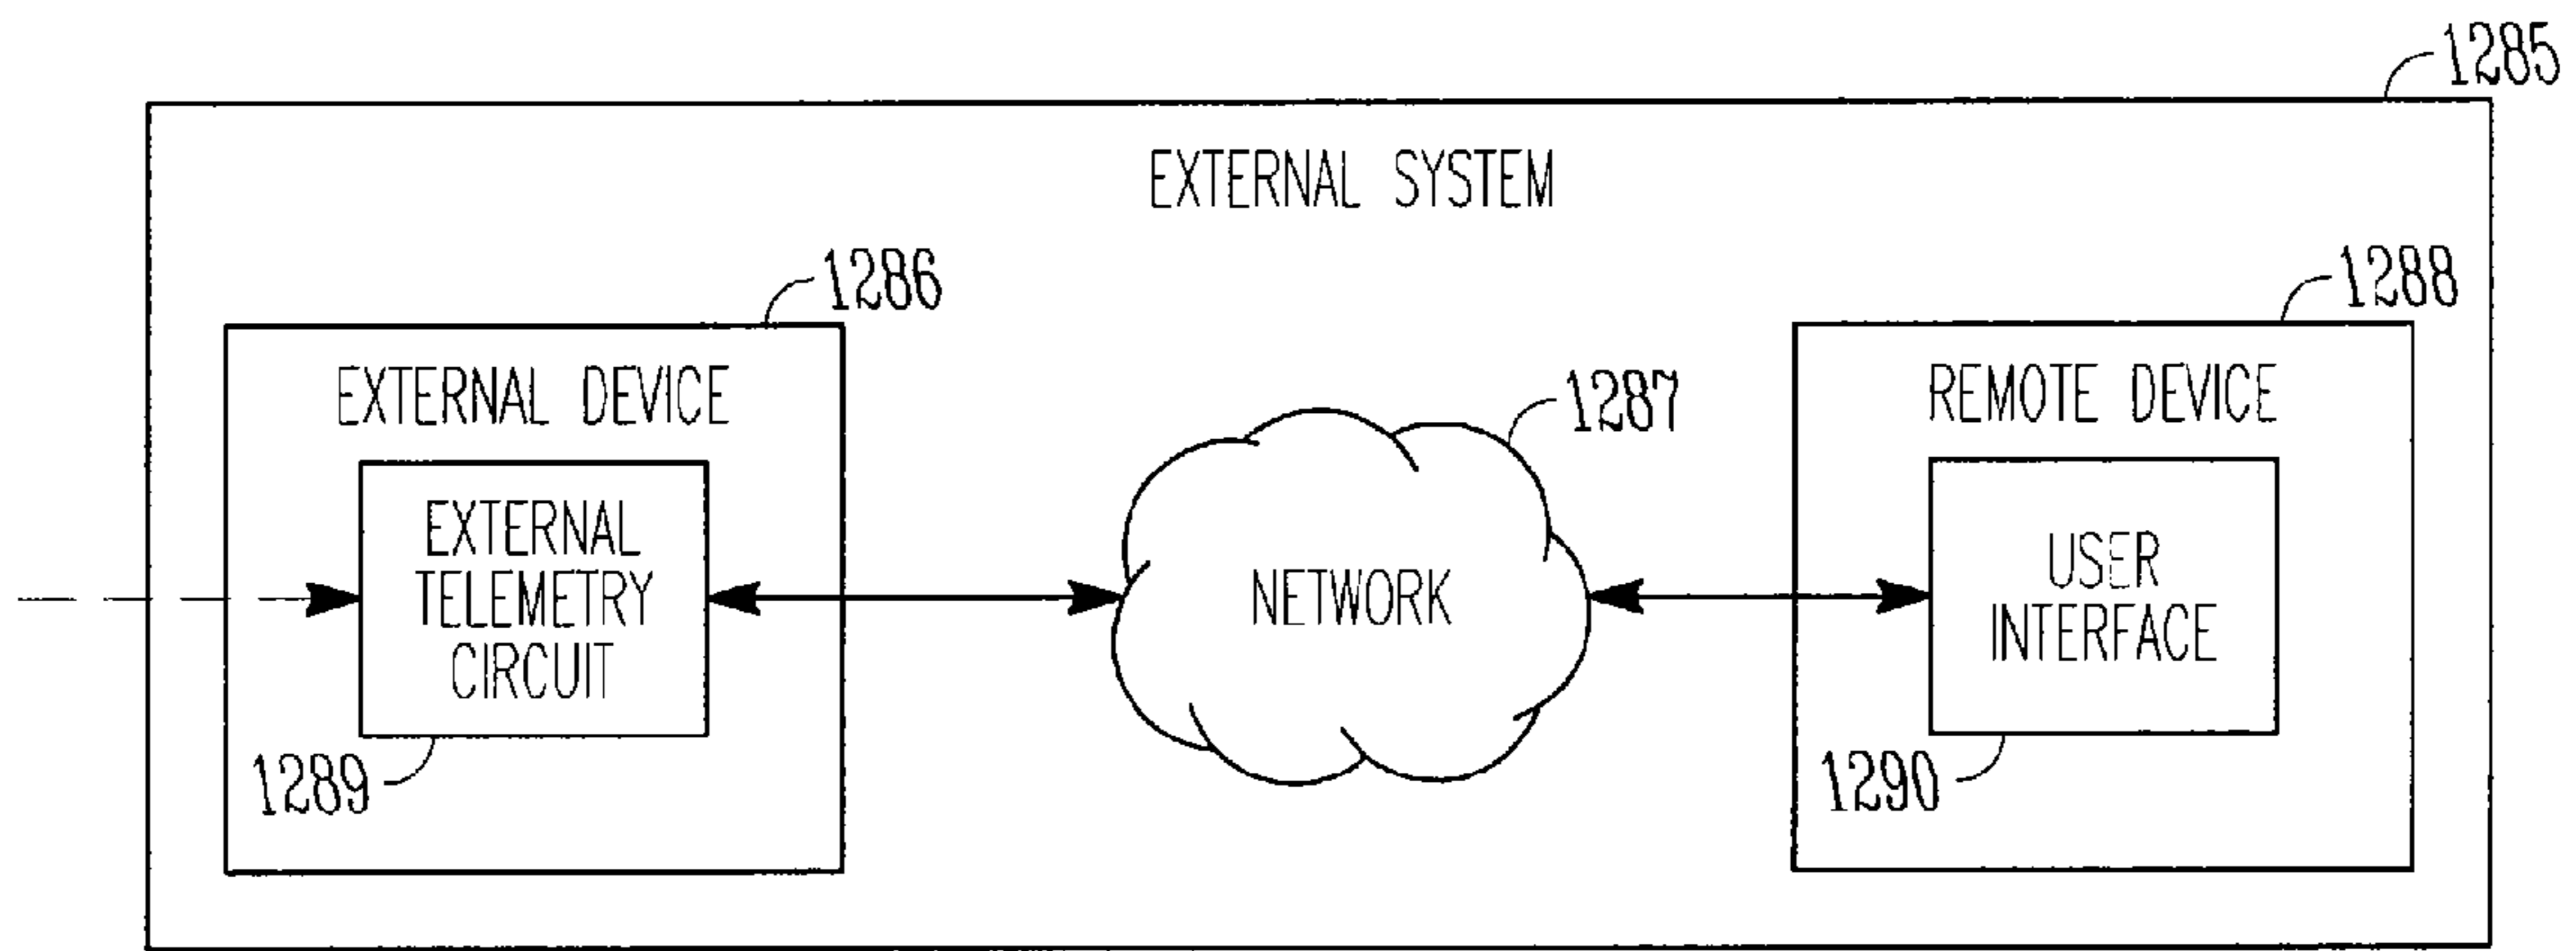 1285
EXTERNAL SYSTEM
1286
1288
EXTERNAL DEVICE
1287
REMOTE DEVICE
EXTERNAL
TELEMETRY
CIRCUIT
NETWORK
USER
INTERFACE
1289
1290